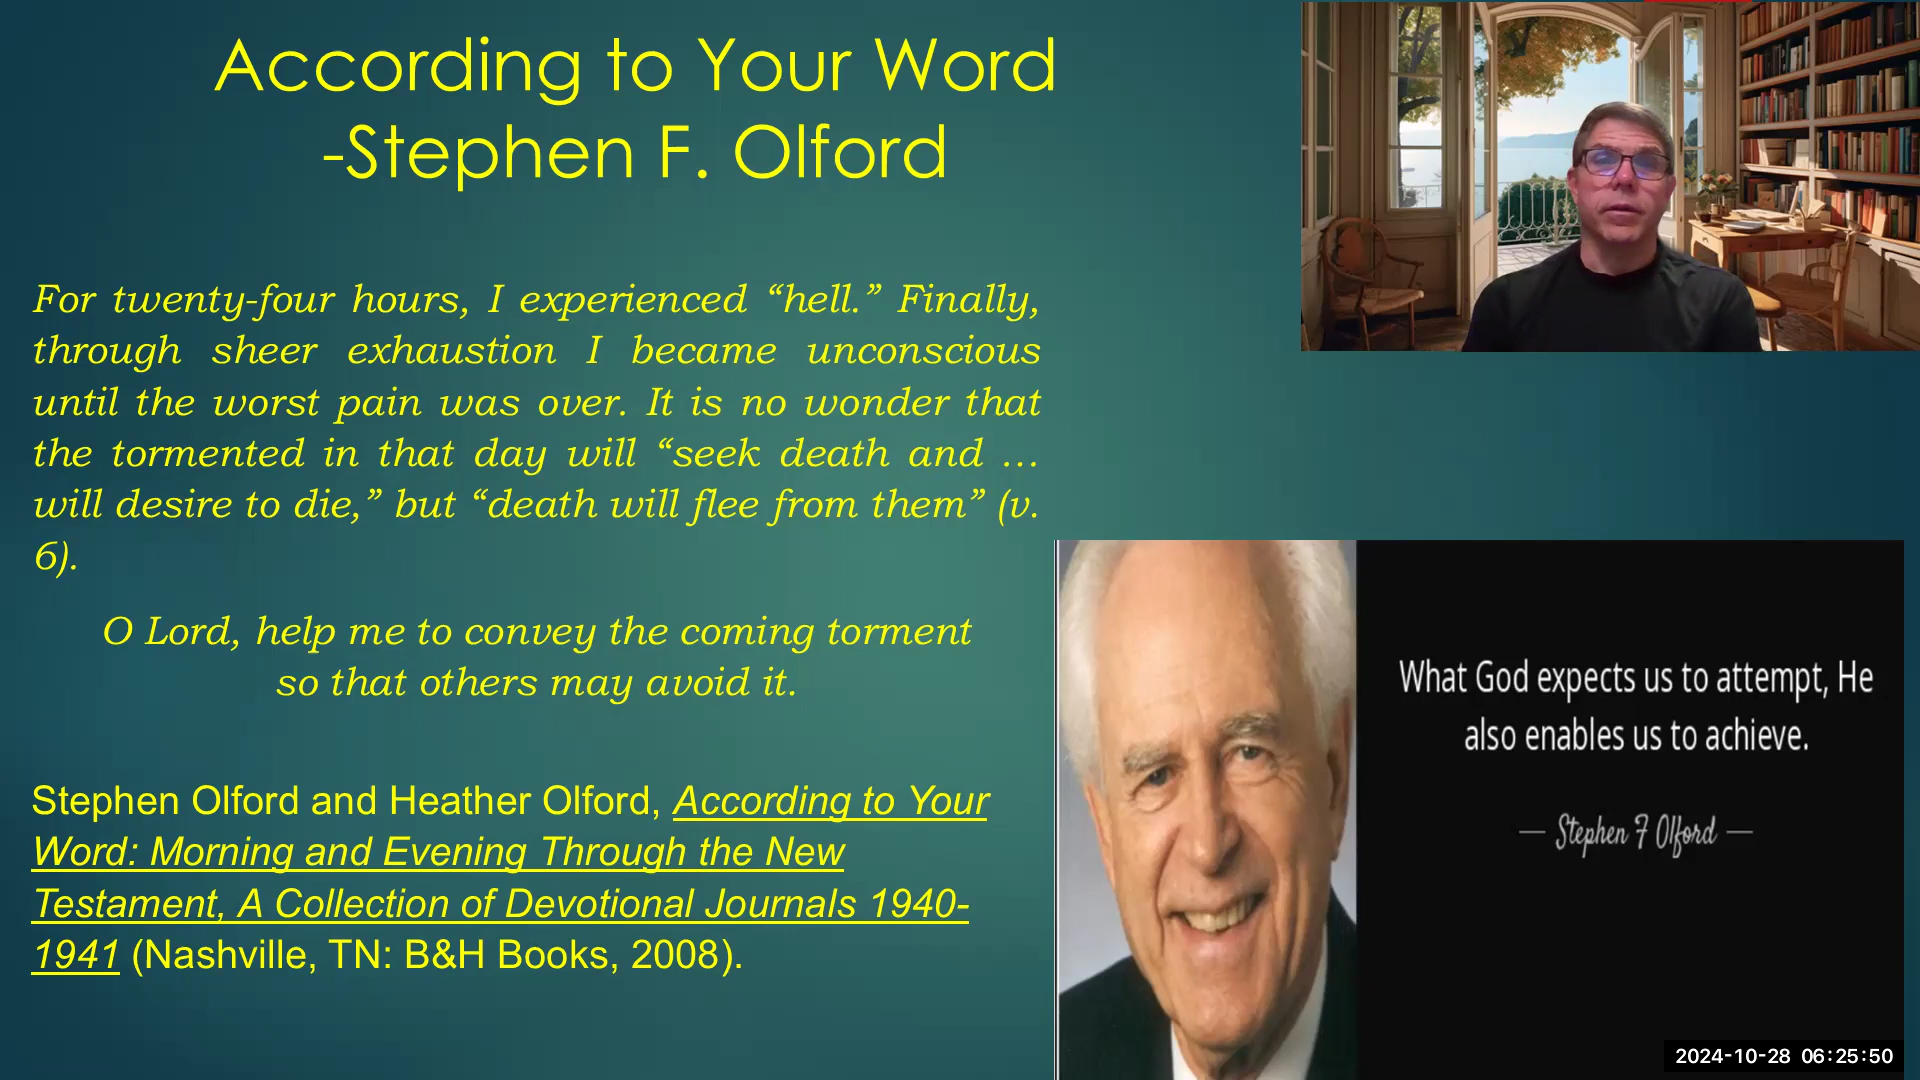 According to Your Word
-Stephen F. Olford
For twenty-four hours, I experienced “hell.” Finally,
through sheer exhaustion I became unconscious
until the worst pain was over. It is no wonder that
the tormented in that day will “seek death and …
will desire to die,” but “death will flee from them” (v.
6).
O Lord, help me to convey the coming torment
so that others may avoid it.
Stephen Olford and Heather Olford, According to Your
Word: Morning and Evening Through the New
Testament, A Collection of Devotional Journals 1940-
1941 (Nashville, TN: B&H Books, 2008).
What God expects us to attempt, He
also enables us to achieve.
— Stephen F Olford —
2024-10-28 06:25:50